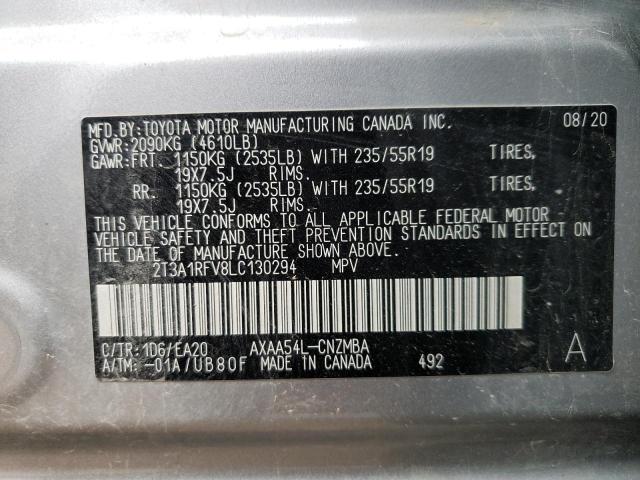 MFD.BY:TOYOTA MOTOR MANUFACTURING CANADA INC. 08/20
GVWR:2090KG (4610LB)
GAWR:FRT. 1150KG (2535LB) WITH 235/55R19 TIRES,
19X7.5J RIMS.
RR. 1150KG (2535LB) WITH 235/55R19 TIRES,
19X7.5J RIMS.
THIS VEHICLE CONFORMS TO ALL APPLICABLE FEDERAL MOTOR
VEHICLE SAFETY AND THEFT PREVENTION STANDARDS IN EFFECT ON
THE DATE OF MANUFACTURE SHOWN ABOVE.
2T3A1RFV8LC130294 MPV
C/TR:1D6/EA20 AXAA54L-CNZMBA
A/TM:-01A/UB80F MADE IN CANADA 492 A